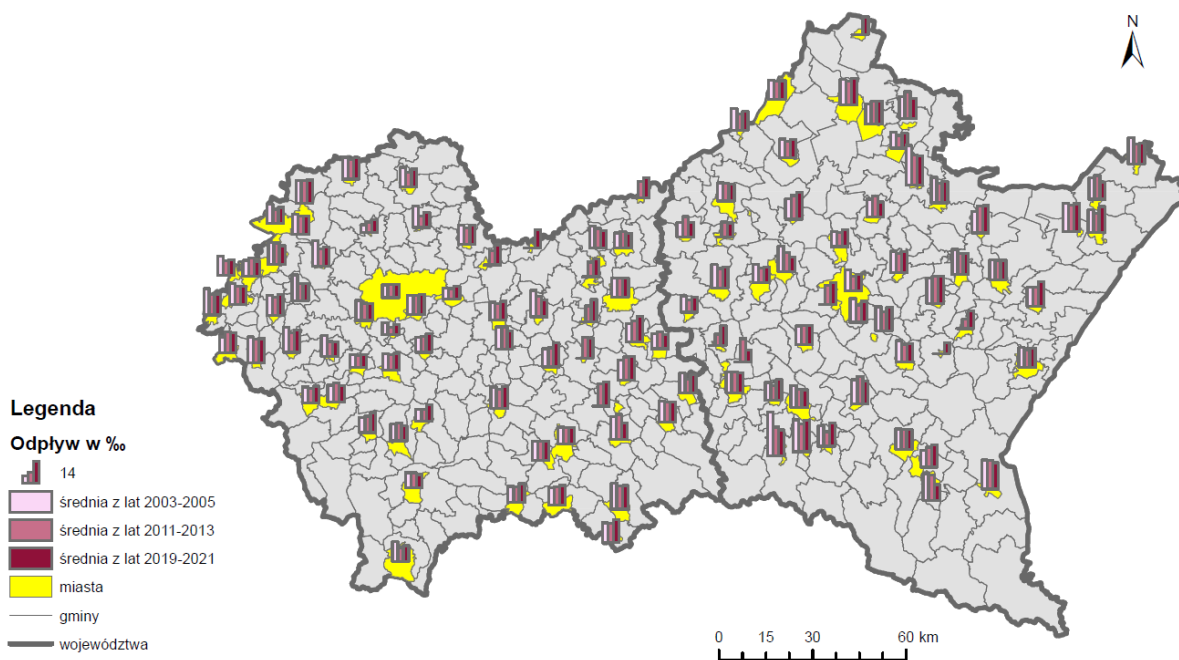 N
Legenda
Odpływ w ‰
14
średnia z lat 2003-2005
średnia z lat 2011-2013
średnia z lat 2019-2021
miasta
gminy
województwa
0 15 30 60 km